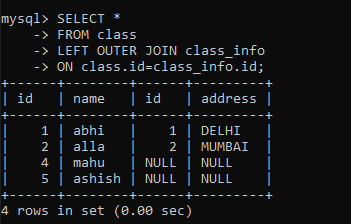 mysql> SELECT *
    -> FROM class
    -> LEFT OUTER JOIN class_info
    -> ON class.id=class_info.id;
+------+--------+------+---------+
| id   | name   | id   | address |
+------+--------+------+---------+
|    1 | abhi   |    1 | DELHI   |
|    2 | alla   |    2 | MUMBAI  |
|    4 | mahu   | NULL | NULL    |
|    5 | ashish | NULL | NULL    |
+------+--------+------+---------+
4 rows in set (0.00 sec)